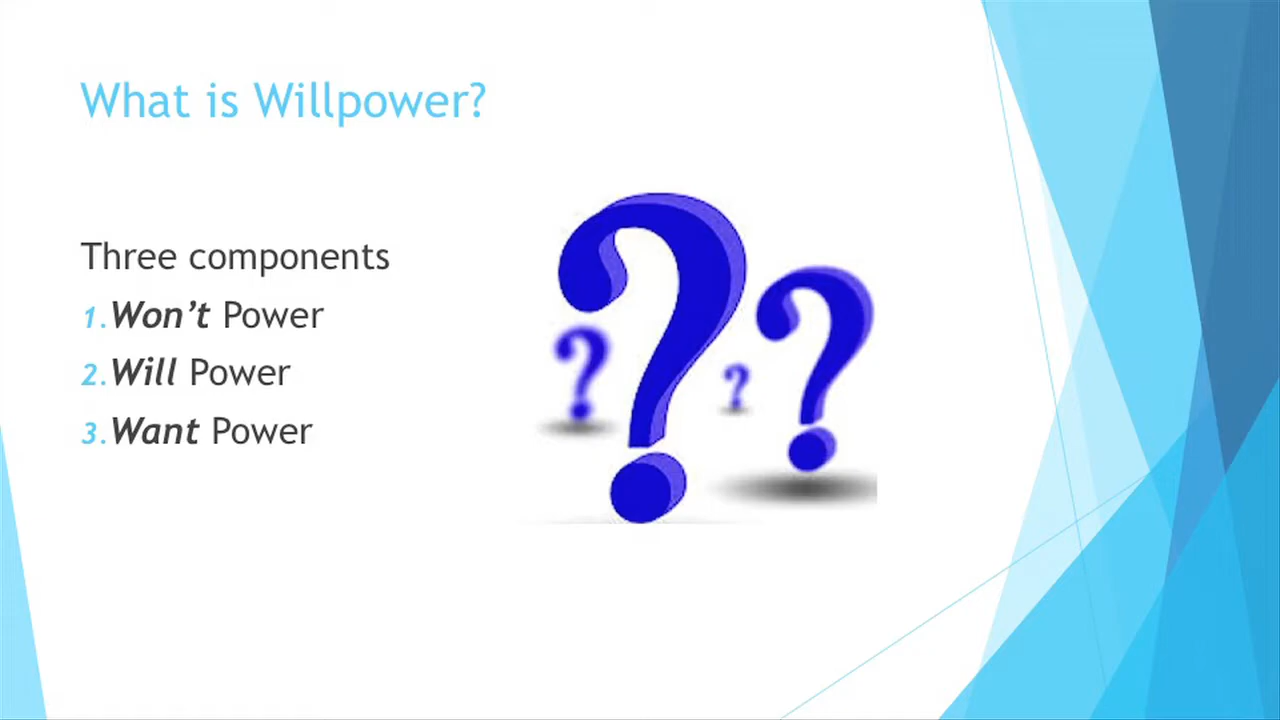 What is Willpower?
Three components
1.Won’t Power
2.Will Power
3.Want Power